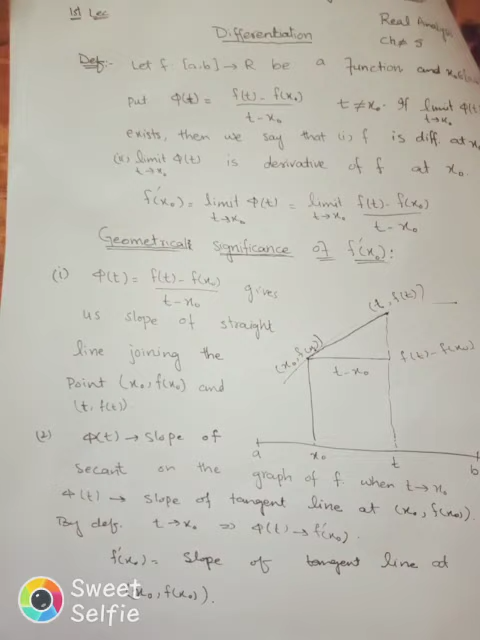 1st Lec
Real Analysis
Ch# 5
Differentiation
Def:- Let f: [a,b] → R be a function and x₀∈[a,
put Φ(t) = f(t) - f(x₀) / t - x₀ t ≠ x₀. If limit t→x₀ Φ(t)
exists, then we say that (i) f is diff. at x₀
(ii) limit t→x₀ Φ(t) is derivative of f at x₀.
f'(x₀) = limit t→x₀ Φ(t) = limit t→x₀ f(t) - f(x₀) / t - x₀
Geometrical significance of f'(x₀):
(i) Φ(t) = f(t) - f(x₀) / t - x₀ gives
us slope of straight
line joining the
point (x₀, f(x₀) and
(t, f(t)).
(t, f(t))
(x₀, f(x₀))
f(t) - f(x₀)
t - x₀
a x₀ t b
(2) Φ(t) → slope of
secant on the graph of f. when t→x₀
Φ(t) → slope of tangent line at (x₀, f(x₀)).
By def. t→x₀ ⇒ Φ(t) → f'(x₀).
f'(x₀) = slope of tangent line at
(x₀, f(x₀)).
Sweet
Selfie